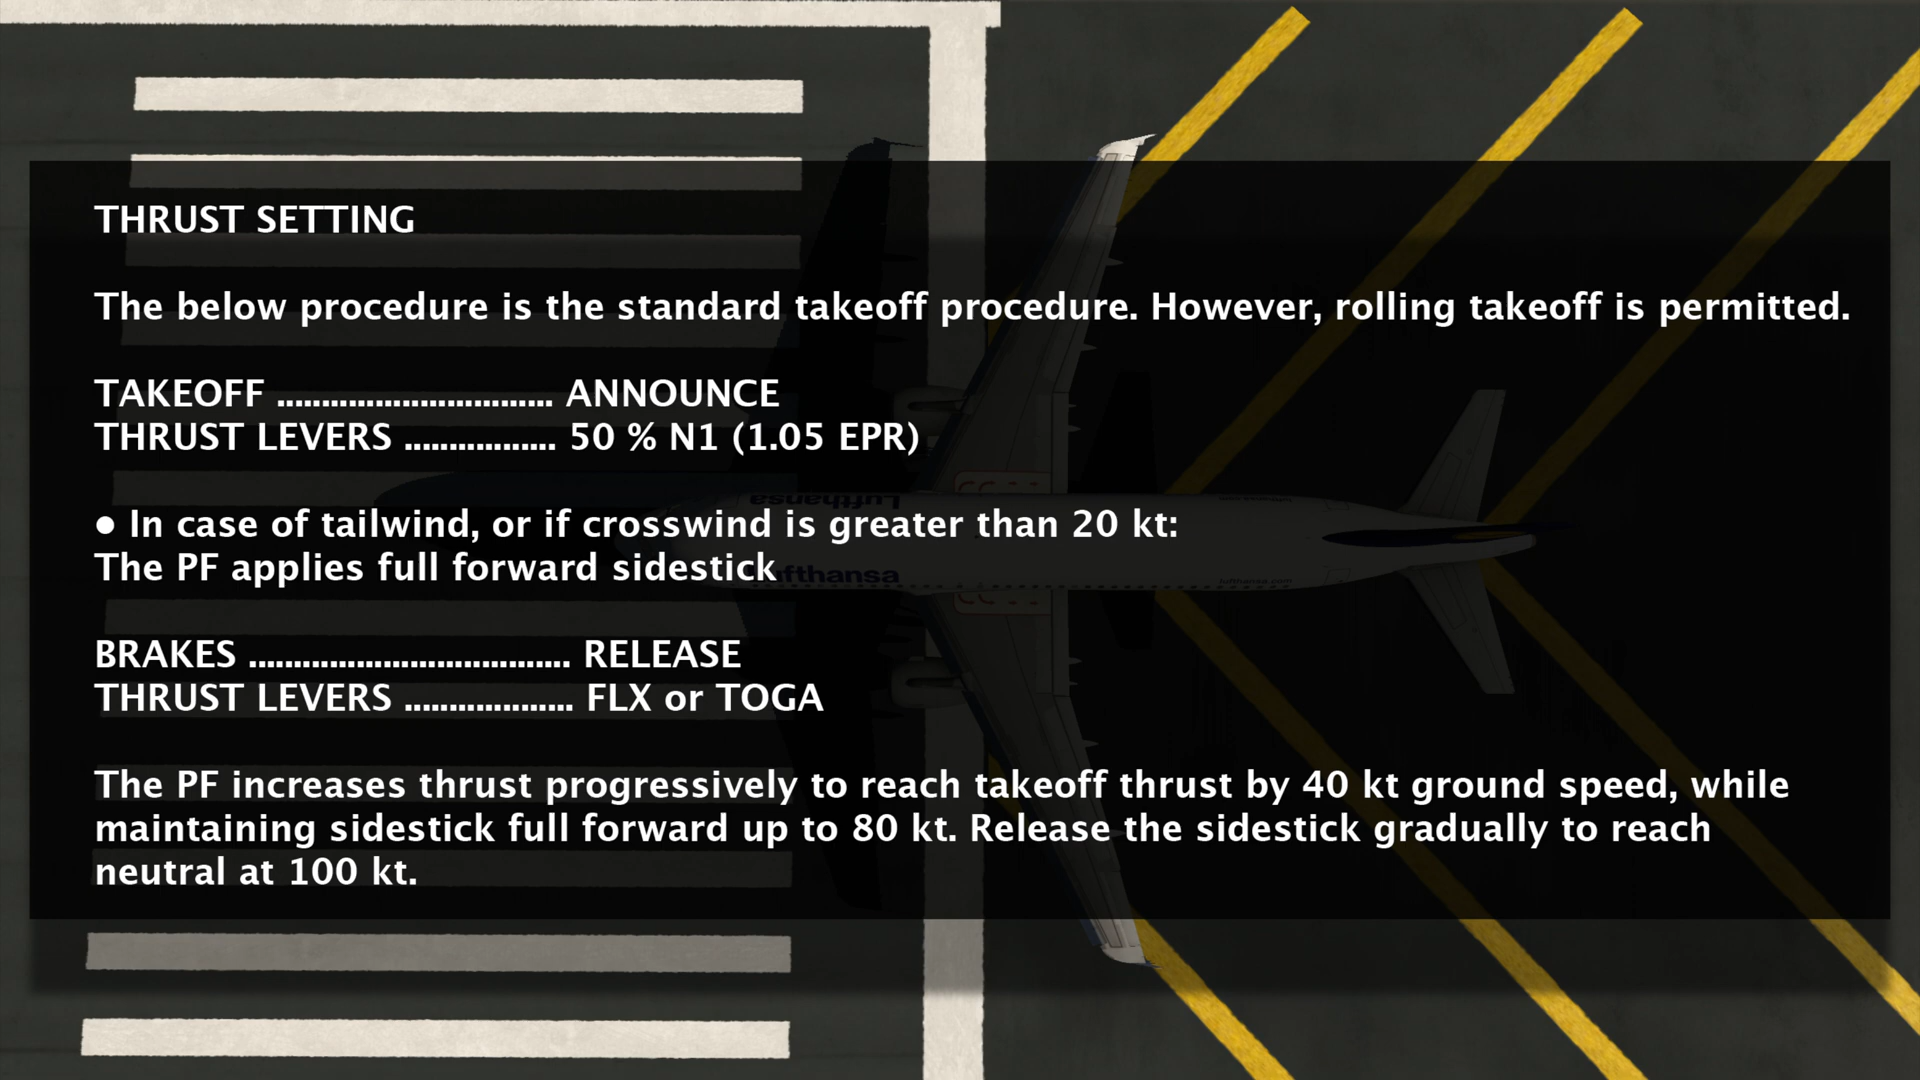 THRUST SETTING
The below procedure is the standard takeoff procedure. However, rolling takeoff is permitted.
TAKEOFF ............................... ANNOUNCE
THRUST LEVERS ................. 50 % N1 (1.05 EPR)
● In case of tailwind, or if crosswind is greater than 20 kt:
The PF applies full forward sidestick
BRAKES .................................... RELEASE
THRUST LEVERS ................... FLX or TOGA
The PF increases thrust progressively to reach takeoff thrust by 40 kt ground speed, while
maintaining sidestick full forward up to 80 kt. Release the sidestick gradually to reach
neutral at 100 kt.
Lufthansa
Lufthansa
lufthansa.com